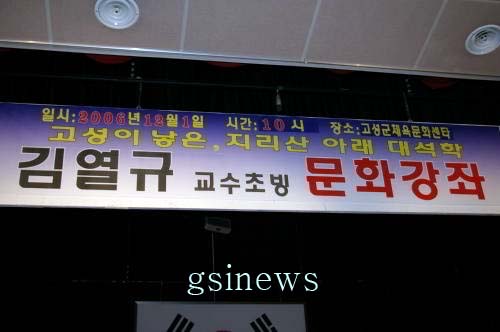 일시:2006년12월1일 시간:10시 장소:고성군체육문화센타
고성이 낳은, 지리산 아래 대석학
김열규 교수초빙 문화강좌
gsinews